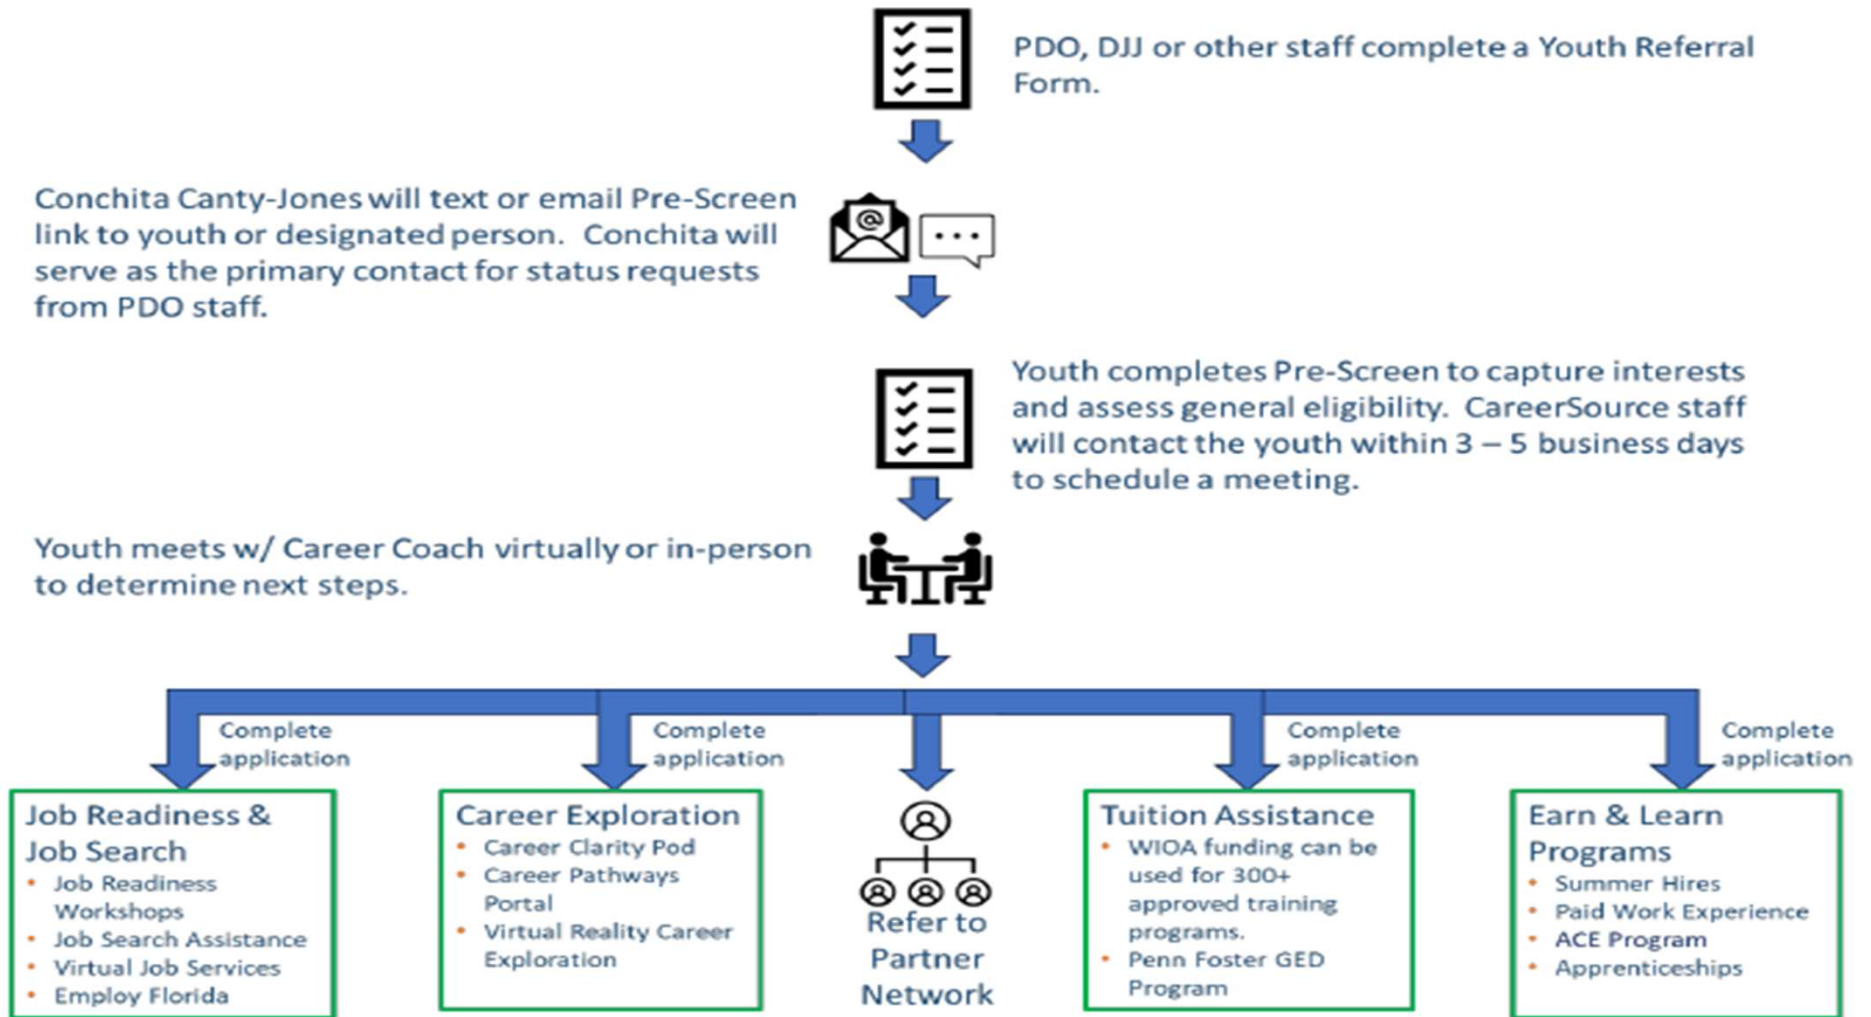 PDO, DJJ or other staff complete a Youth Referral
Form.
Conchita Canty-Jones will text or email Pre-Screen
link to youth or designated person.  Conchita will
serve as the primary contact for status requests
from PDO staff.
@
Youth completes Pre-Screen to capture interests
and assess general eligibility.  CareerSource staff
will contact the youth within 3 – 5 business days
to schedule a meeting.
Youth meets w/ Career Coach virtually or in-person
to determine next steps.
Complete
application
Complete
application
Complete
application
Complete
application
Job Readiness &
Job Search
• Job Readiness
Workshops
• Job Search Assistance
• Virtual Job Services
• Employ Florida
Career Exploration
• Career Clarity Pod
• Career Pathways
Portal
• Virtual Reality Career
Exploration
Refer to
Partner
Network
Tuition Assistance
• WIOA funding can be
used for 300+
approved training
programs.
• Penn Foster GED
Program
Earn & Learn
Programs
• Summer Hires
• Paid Work Experience
• ACE Program
• Apprenticeships